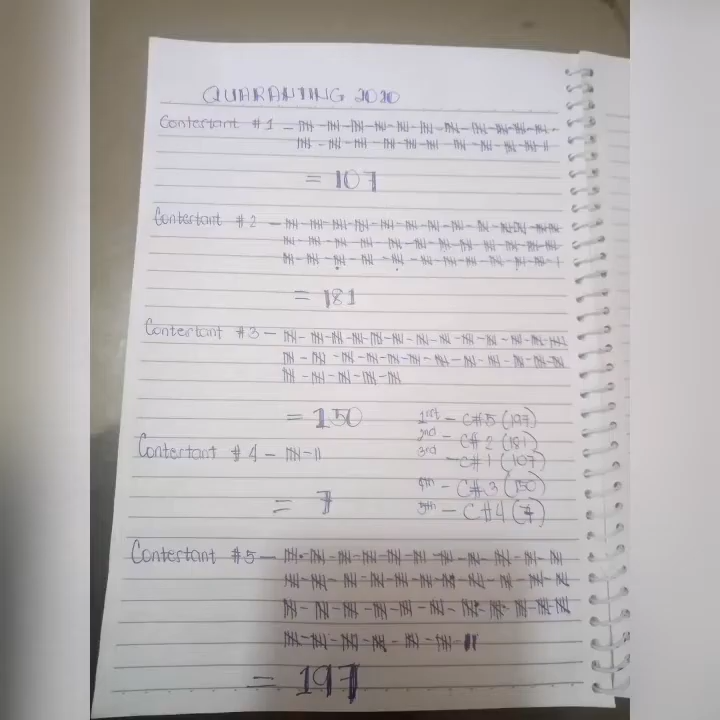 QUARANTING 2020
Contestant #1 -
= 107
Contestant #2 -
= 181
Contestant #3 -
= 150
1rst - C#5 (197)
2nd - C#2 (181)
3rd - C#1 (107)
Contestant #4 -
4th - C#3 (150)
= 7
5th - C#4 (7)
Contestant #5 -
= 197